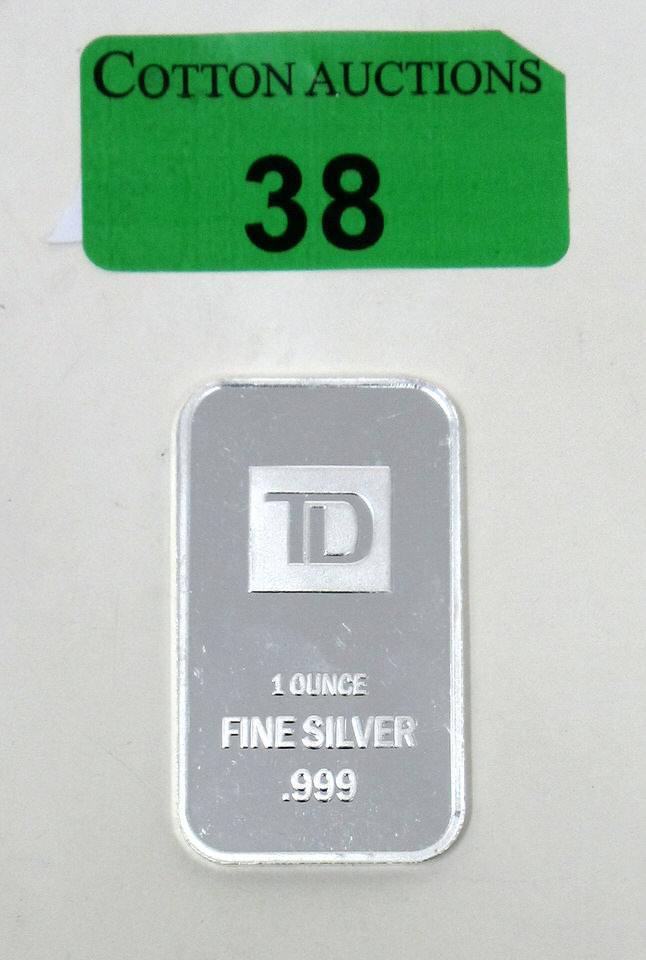 COTTON AUCTIONS
38
TD
1 OUNCE
FINE SILVER
.999